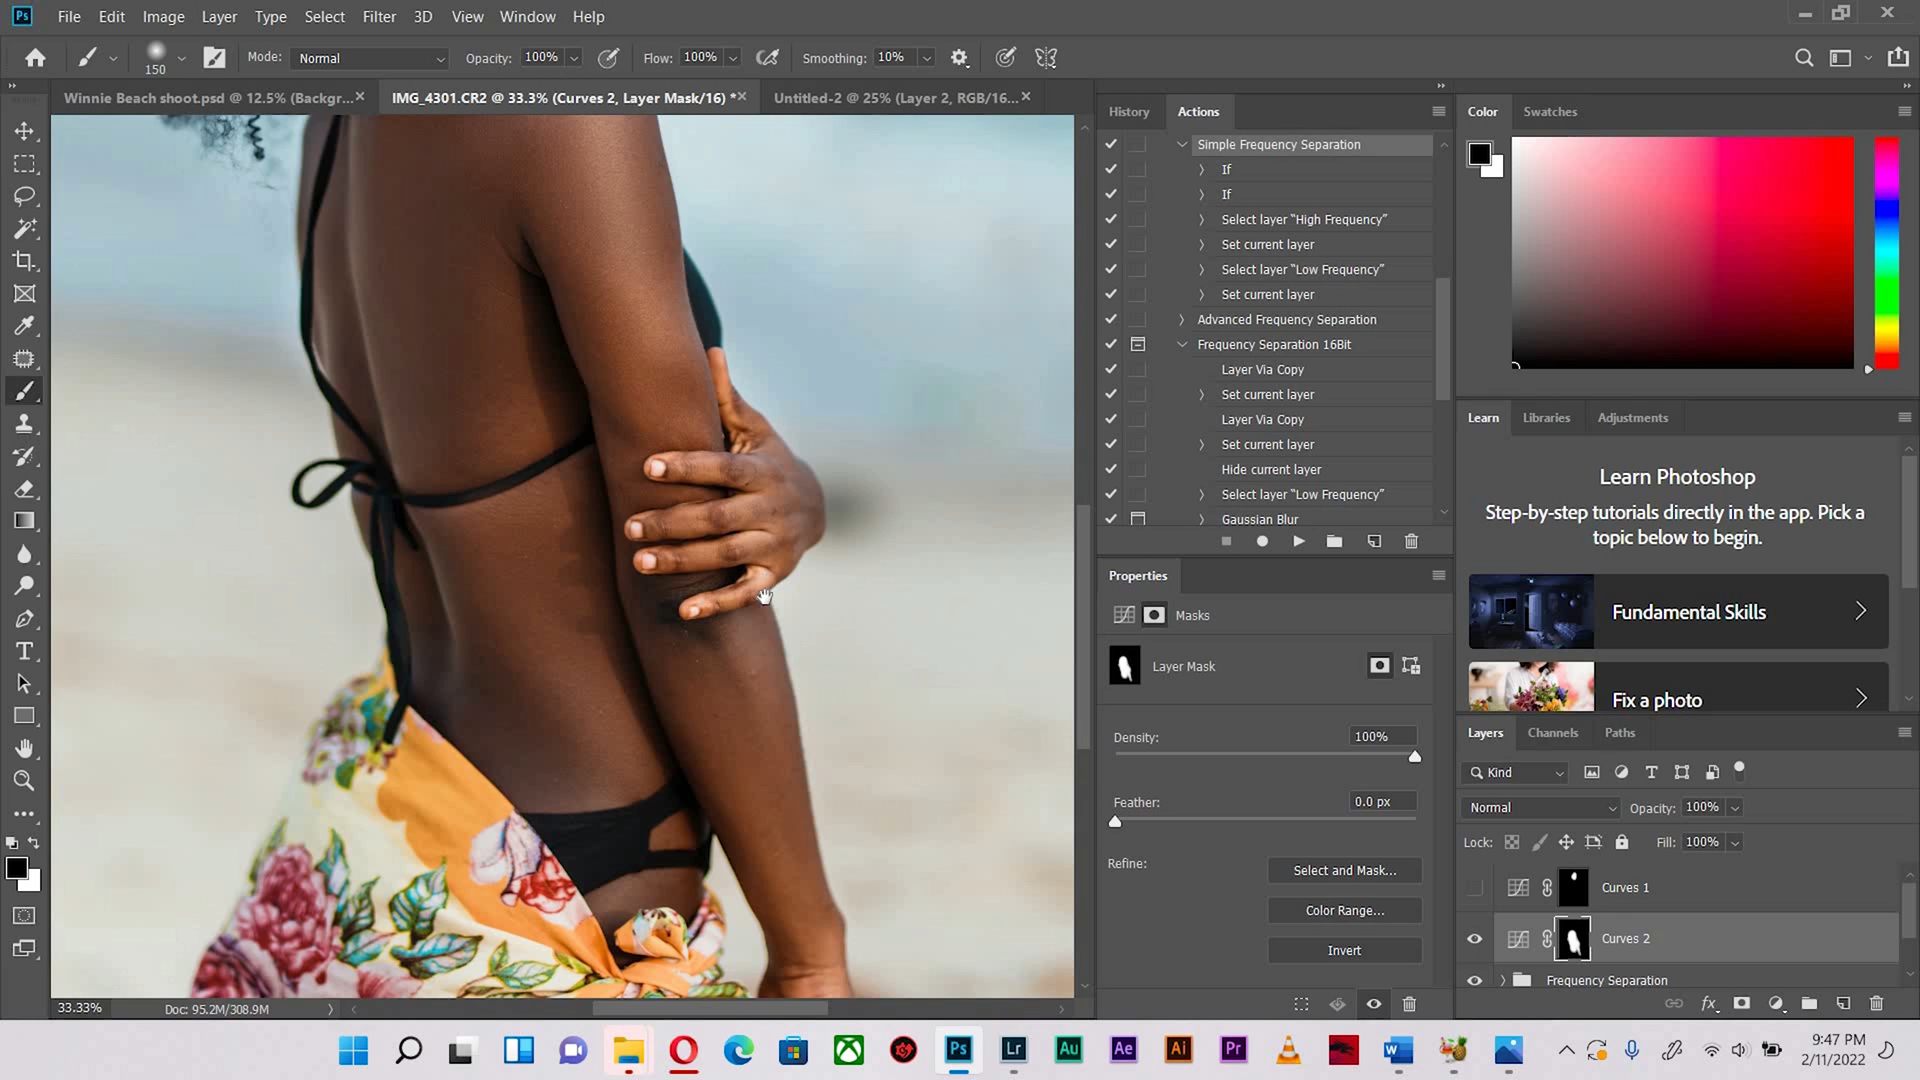 Ps File Edit Image Layer Type Select Filter 3D View Window Help
150 Mode: Normal Opacity: 100% Flow: 100% Smoothing: 10%
Winnie Beach shoot.psd @ 12.5% (Backgr... × IMG_4301.CR2 @ 33.3% (Curves 2, Layer Mask/16) * × Untitled-2 @ 25% (Layer 2, RGB/16... ×
History Actions
Simple Frequency Separation
If
If
Select layer “High Frequency”
Set current layer
Select layer “Low Frequency”
Set current layer
Advanced Frequency Separation
Frequency Separation 16Bit
Layer Via Copy
Set current layer
Layer Via Copy
Set current layer
Hide current layer
Select layer “Low Frequency”
Gaussian Blur
Properties
Masks
Layer Mask
Density: 100%
Feather: 0.0 px
Refine: Select and Mask...
Color Range...
Invert
Color Swatches
Learn Libraries Adjustments
Learn Photoshop
Step-by-step tutorials directly in the app. Pick a
topic below to begin.
Fundamental Skills
Fix a photo
Layers Channels Paths
Kind
Normal Opacity: 100%
Lock: Fill: 100%
Curves 1
Curves 2
Frequency Separation
fx
33.33% Doc: 95.2M/308.9M
Ps Lr Au Ae Ai Pr W
9:47 PM
2/11/2022